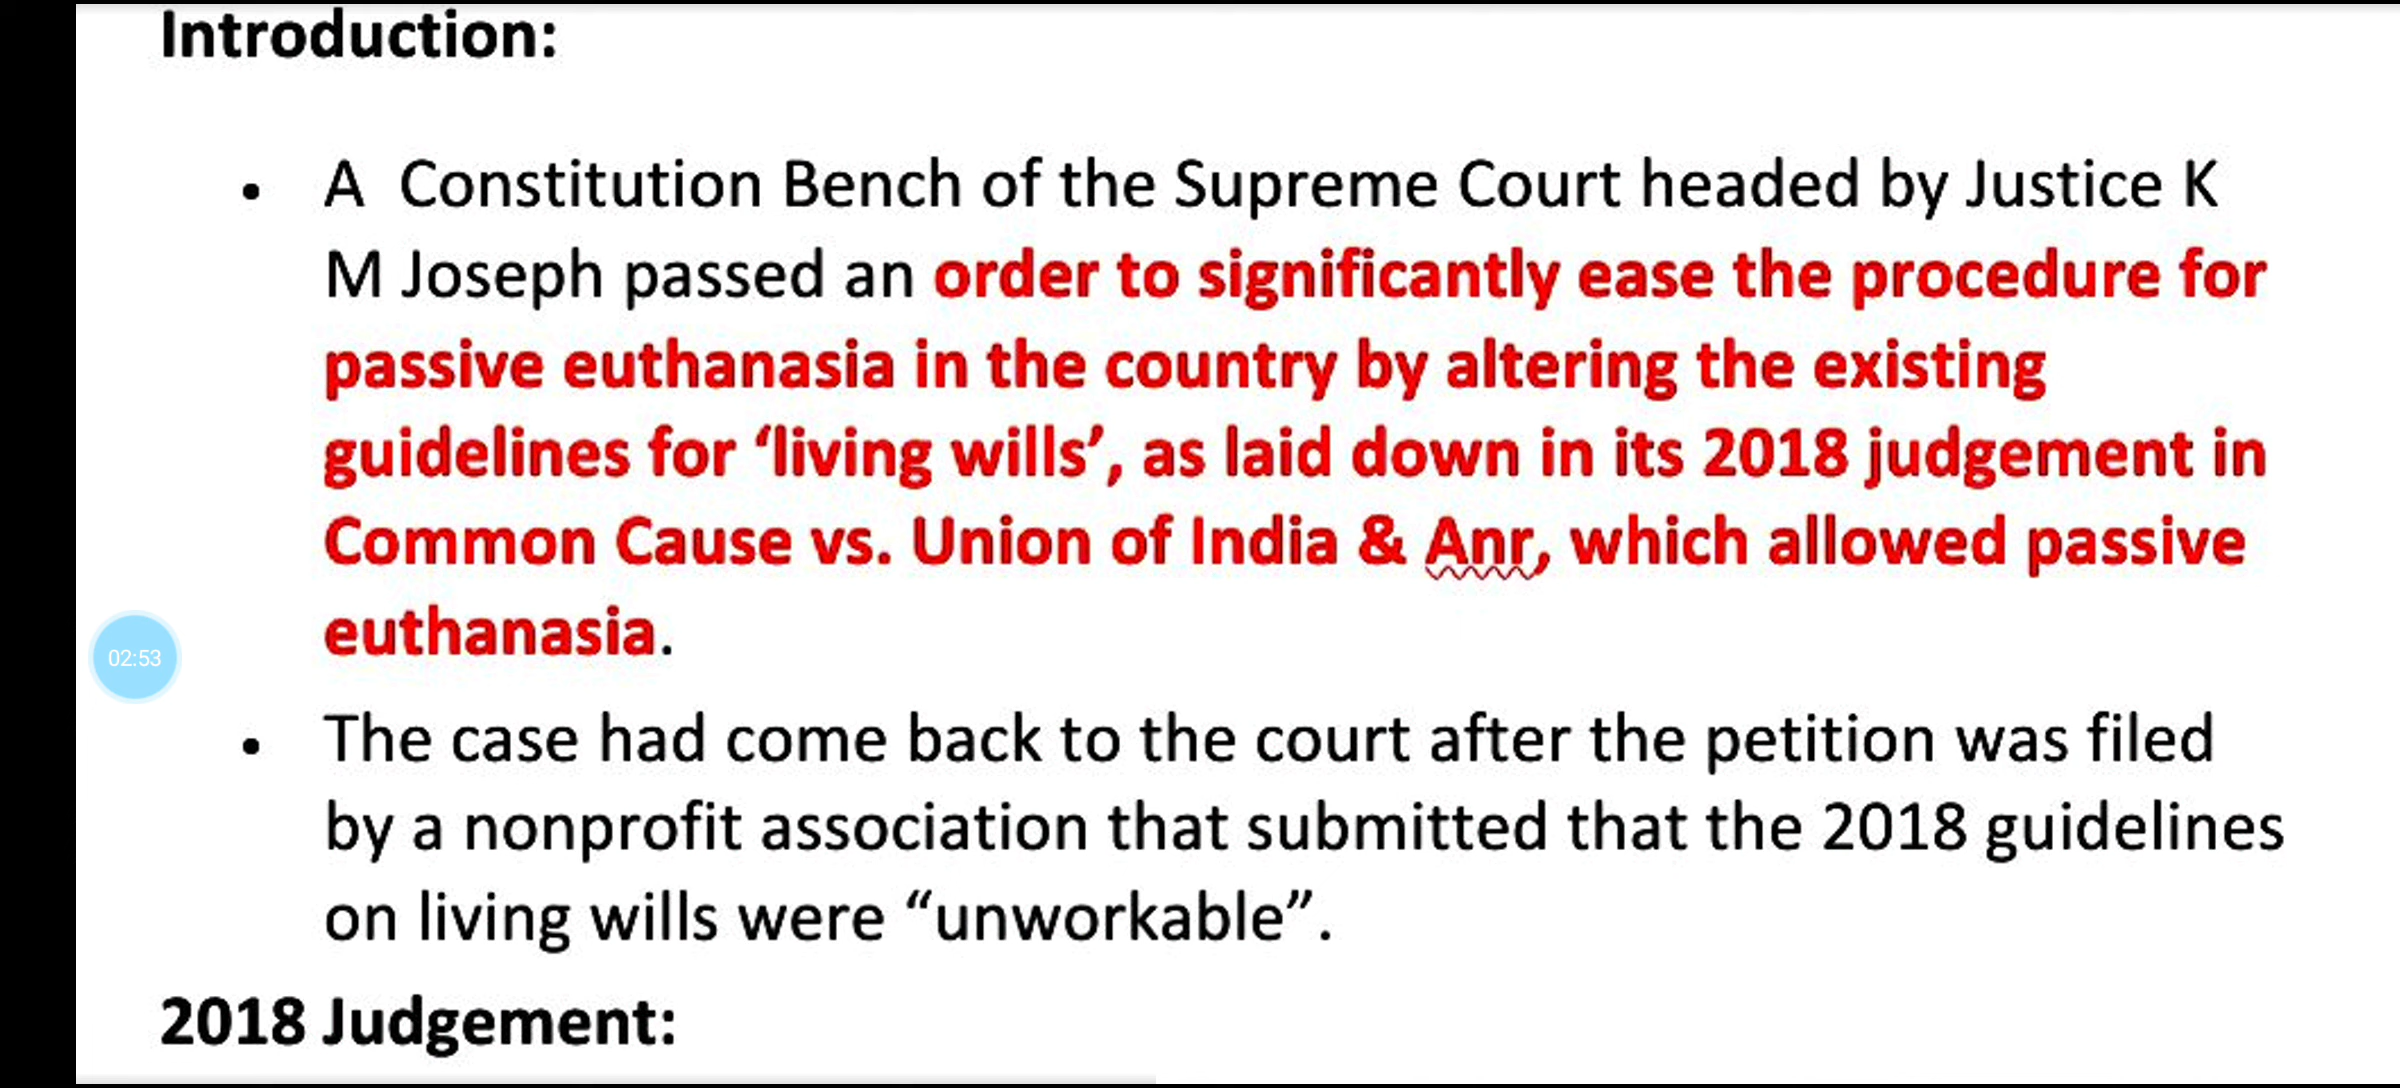 Introduction:
• A  Constitution Bench of the Supreme Court headed by Justice K
M Joseph passed an order to significantly ease the procedure for
passive euthanasia in the country by altering the existing
guidelines for ‘living wills’, as laid down in its 2018 judgement in
Common Cause vs. Union of India & Anr, which allowed passive
euthanasia.
02:53
• The case had come back to the court after the petition was filed
by a nonprofit association that submitted that the 2018 guidelines
on living wills were “unworkable”.
2018 Judgement: